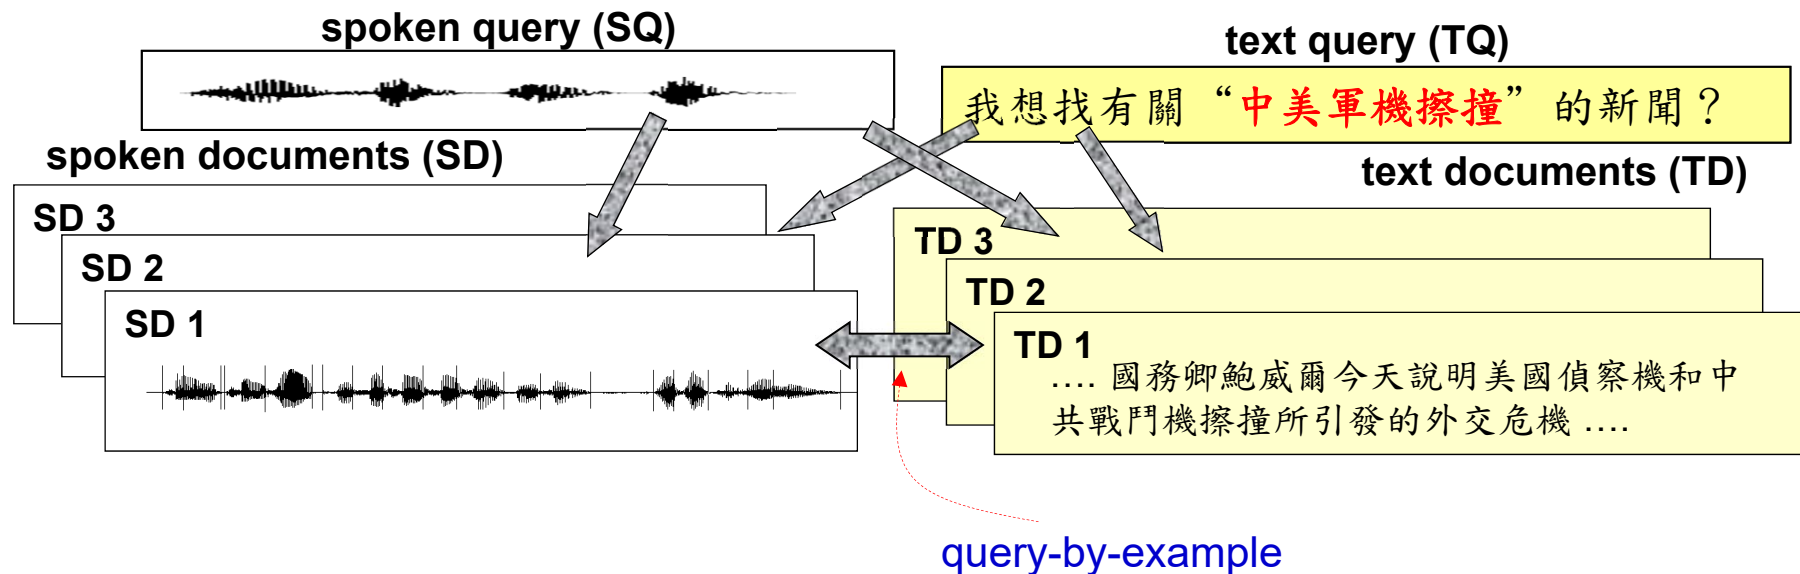 spoken query (SQ)
text query (TQ)
我想找有關“中美軍機擦撞”的新聞？
spoken documents (SD)
text documents (TD)
SD 3
SD 2
SD 1
TD 3
TD 2
TD 1
…. 國務卿鮑威爾今天說明美國偵察機和中
共戰鬥機擦撞所引發的外交危機 ….
query-by-example